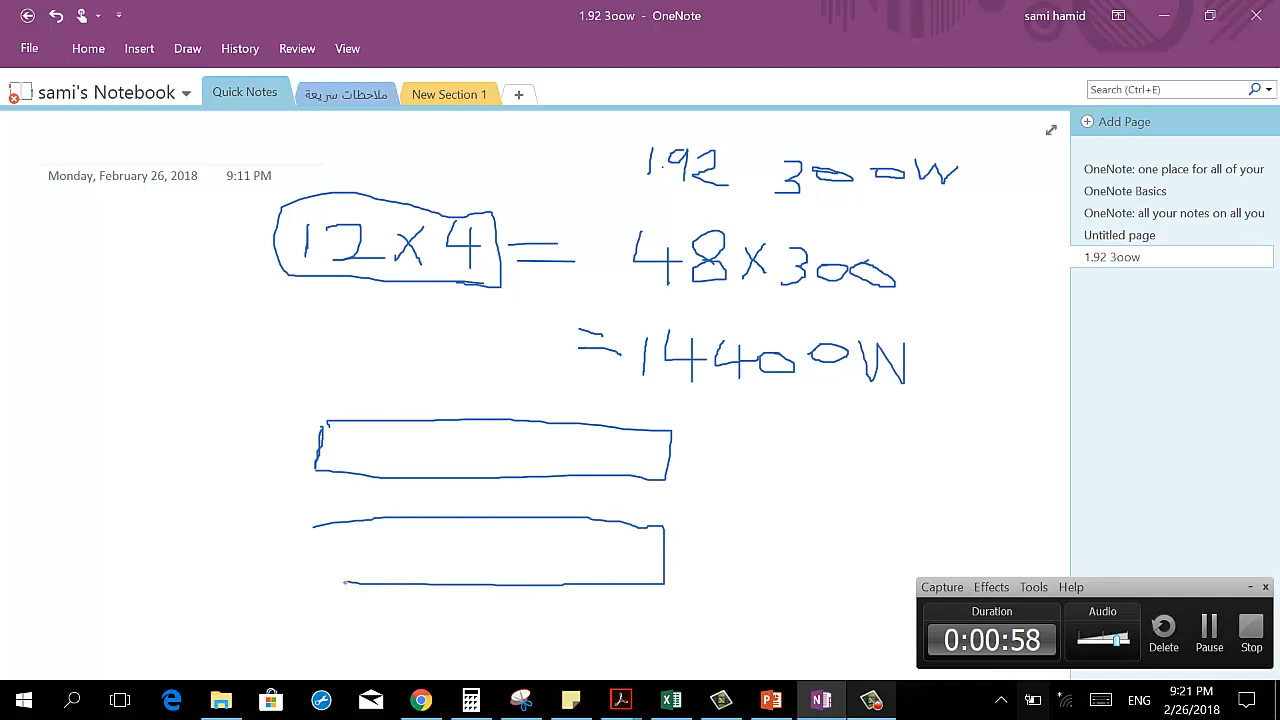 1.92 3oow - OneNote
sami hamid
File Home Insert Draw History Review View
sami's Notebook
Quick Notes
ملاحظات سريعة
New Section 1
Search (Ctrl+E)
Add Page
Monday, February 26, 2018 9:11 PM
OneNote: one place for all of your
OneNote Basics
OneNote: all your notes on all you
Untitled page
1.92 3oow
1.92 300 0W
12 x 4 = 48 x 300
= 14400W
Capture Effects Tools Help
Duration
Audio
0:00:58
Delete Pause Stop
ENG
9:21 PM
2/26/2018